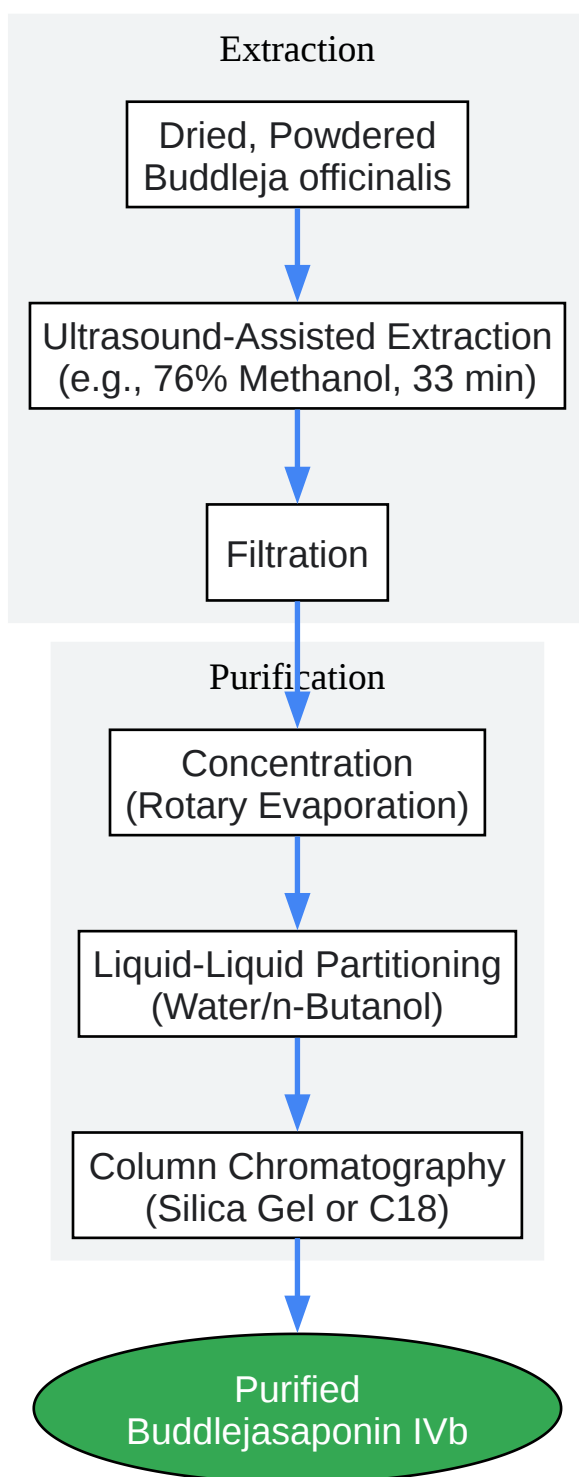 Extraction
Dried, Powdered
Buddleja officinalis
Ultrasound-Assisted Extraction
(e.g., 76% Methanol, 33 min)
Filtration
Purification
Concentration
(Rotary Evaporation)
Liquid-Liquid Partitioning
(Water/n-Butanol)
Column Chromatography
(Silica Gel or C18)
Purified
Buddlejasaponin IVb